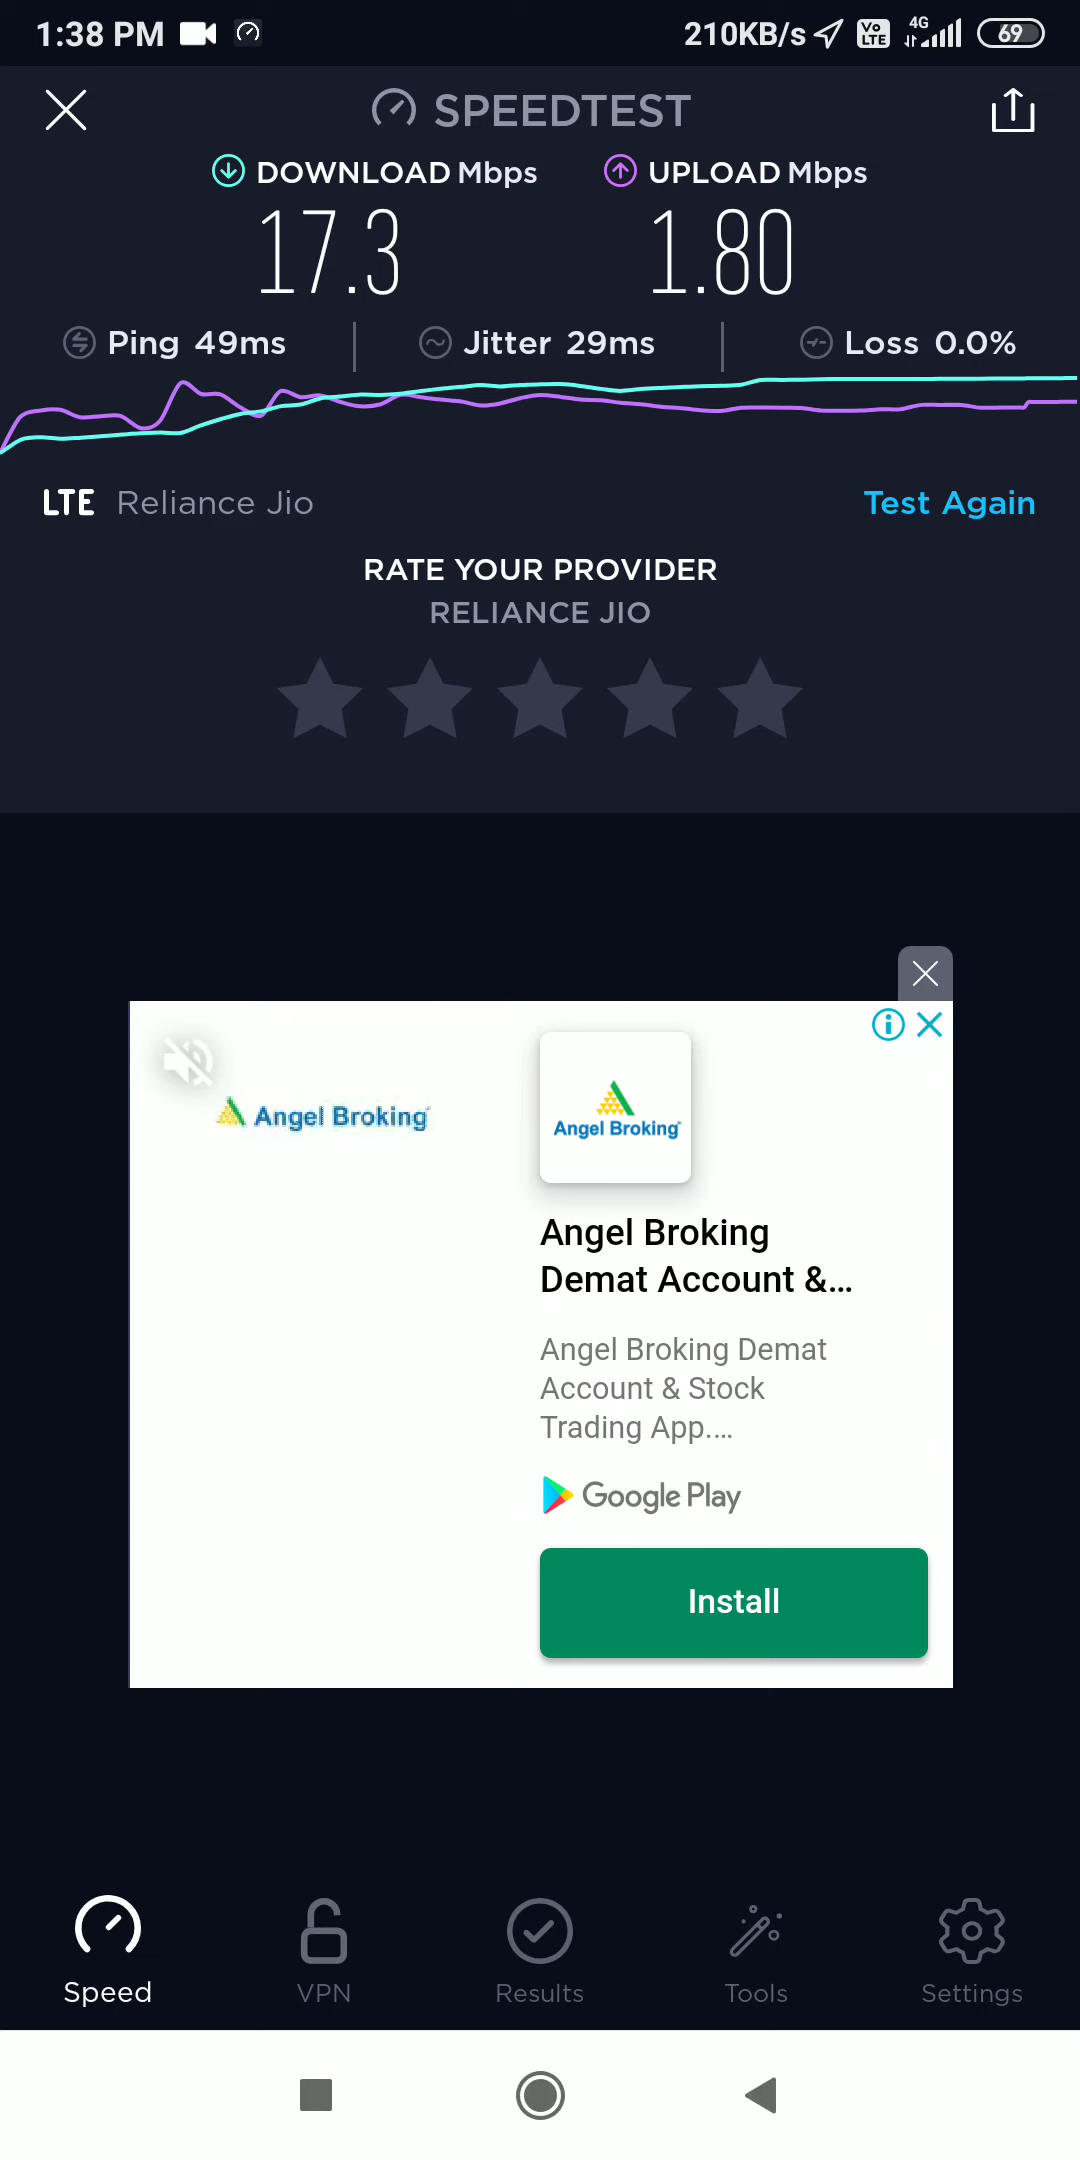 1:38 PM 210KB/s Vo LTE 4G 69
SPEEDTEST
DOWNLOAD Mbps UPLOAD Mbps
17.3 1.80
Ping 49ms Jitter 29ms Loss 0.0%
LTE Reliance Jio Test Again
RATE YOUR PROVIDER
RELIANCE JIO
Angel Broking
Angel Broking
Angel Broking
Demat Account &...
Angel Broking Demat
Account & Stock
Trading App....
Google Play
Install
Speed VPN Results Tools Settings